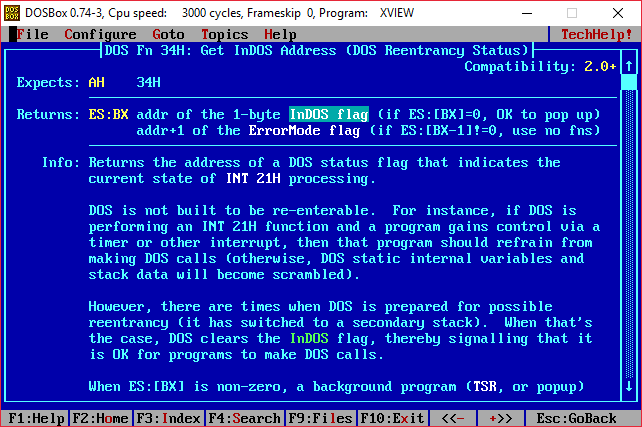 DOSBox 0.74-3, Cpu speed: 3000 cycles, Frameskip 0, Program: XVIEW
File Configure Goto Topics Help TechHelp!
DOS Fn 34H: Get InDOS Address (DOS Reentrancy Status)
Compatibility: 2.0+
Expects: AH 34H
Returns: ES:BX addr of the 1-byte InDOS flag (if ES:[BX]=0, OK to pop up)
addr+1 of the ErrorMode flag (if ES:[BX-1]!=0, use no fns)
Info: Returns the address of a DOS status flag that indicates the
current state of INT 21H processing.
DOS is not built to be re-enterable. For instance, if DOS is
performing an INT 21H function and a program gains control via a
timer or other interrupt, then that program should refrain from
making DOS calls (otherwise, DOS static internal variables and
stack data will become scrambled).
However, there are times when DOS is prepared for possible
reentrancy (it has switched to a secondary stack). When that's
the case, DOS clears the InDOS flag, thereby signalling that it
is OK for programs to make DOS calls.
When ES:[BX] is non-zero, a background program (TSR, or popup)
F1:Help F2:Home F3:Index F4:Search F9:Files F10:Exit <<- +>> Esc:GoBack